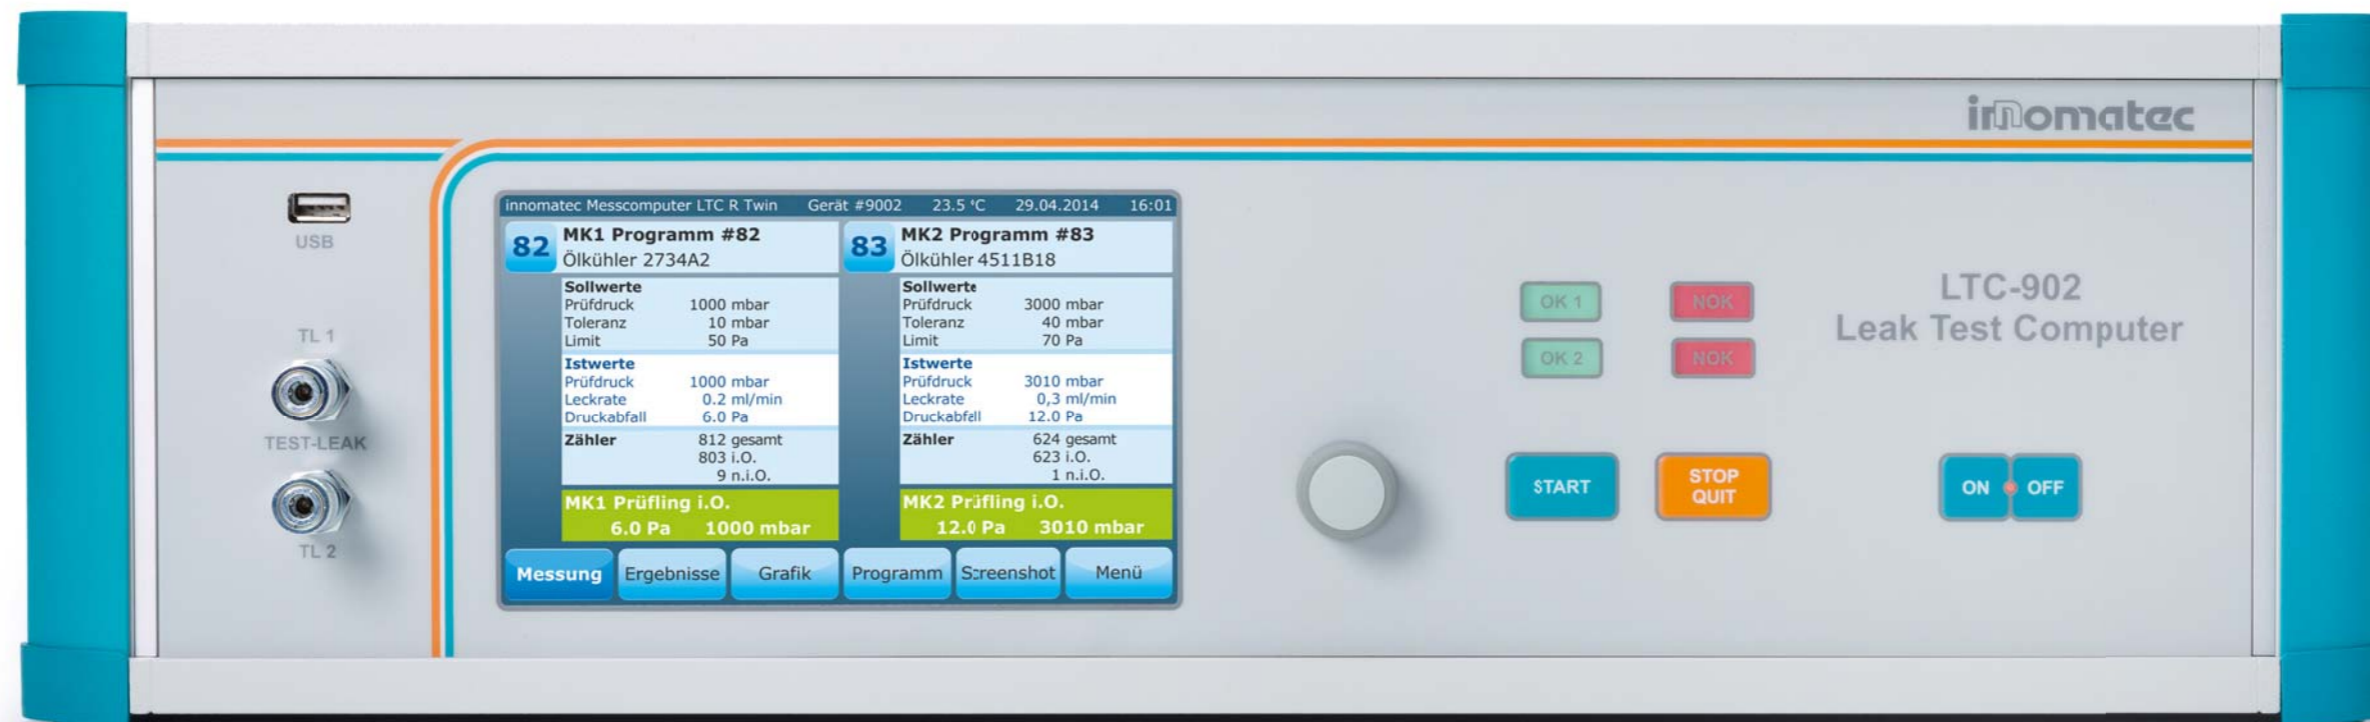 innomatec
USB
TL 1
TEST-LEAK
TL 2
innomatec Messcomputer LTC R Twin Gerät #9002 23.5 °C 29.04.2014 16:01
82 MK1 Programm #82
Ölkühler 2734A2
Sollwerte
Prüfdruck 1000 mbar
Toleranz 10 mbar
Limit 50 Pa
Istwerte
Prüfdruck 1000 mbar
Leckrate 0.2 ml/min
Druckabfall 6.0 Pa
Zähler 812 gesamt
803 i.O.
9 n.i.O.
MK1 Prüfling i.O.
6.0 Pa 1000 mbar
83 MK2 Programm #83
Ölkühler 4511B18
Sollwerte
Prüfdruck 3000 mbar
Toleranz 40 mbar
Limit 70 Pa
Istwerte
Prüfdruck 3010 mbar
Leckrate 0,3 ml/min
Druckabfall 12.0 Pa
Zähler 624 gesamt
623 i.O.
1 n.i.O.
MK2 Prüfling i.O.
12.0 Pa 3010 mbar
Messung Ergebnisse Grafik Programm Screenshot Menü
OK 1 NOK
OK 2 NOK
START
STOP
QUIT
LTC-902
Leak Test Computer
ON OFF